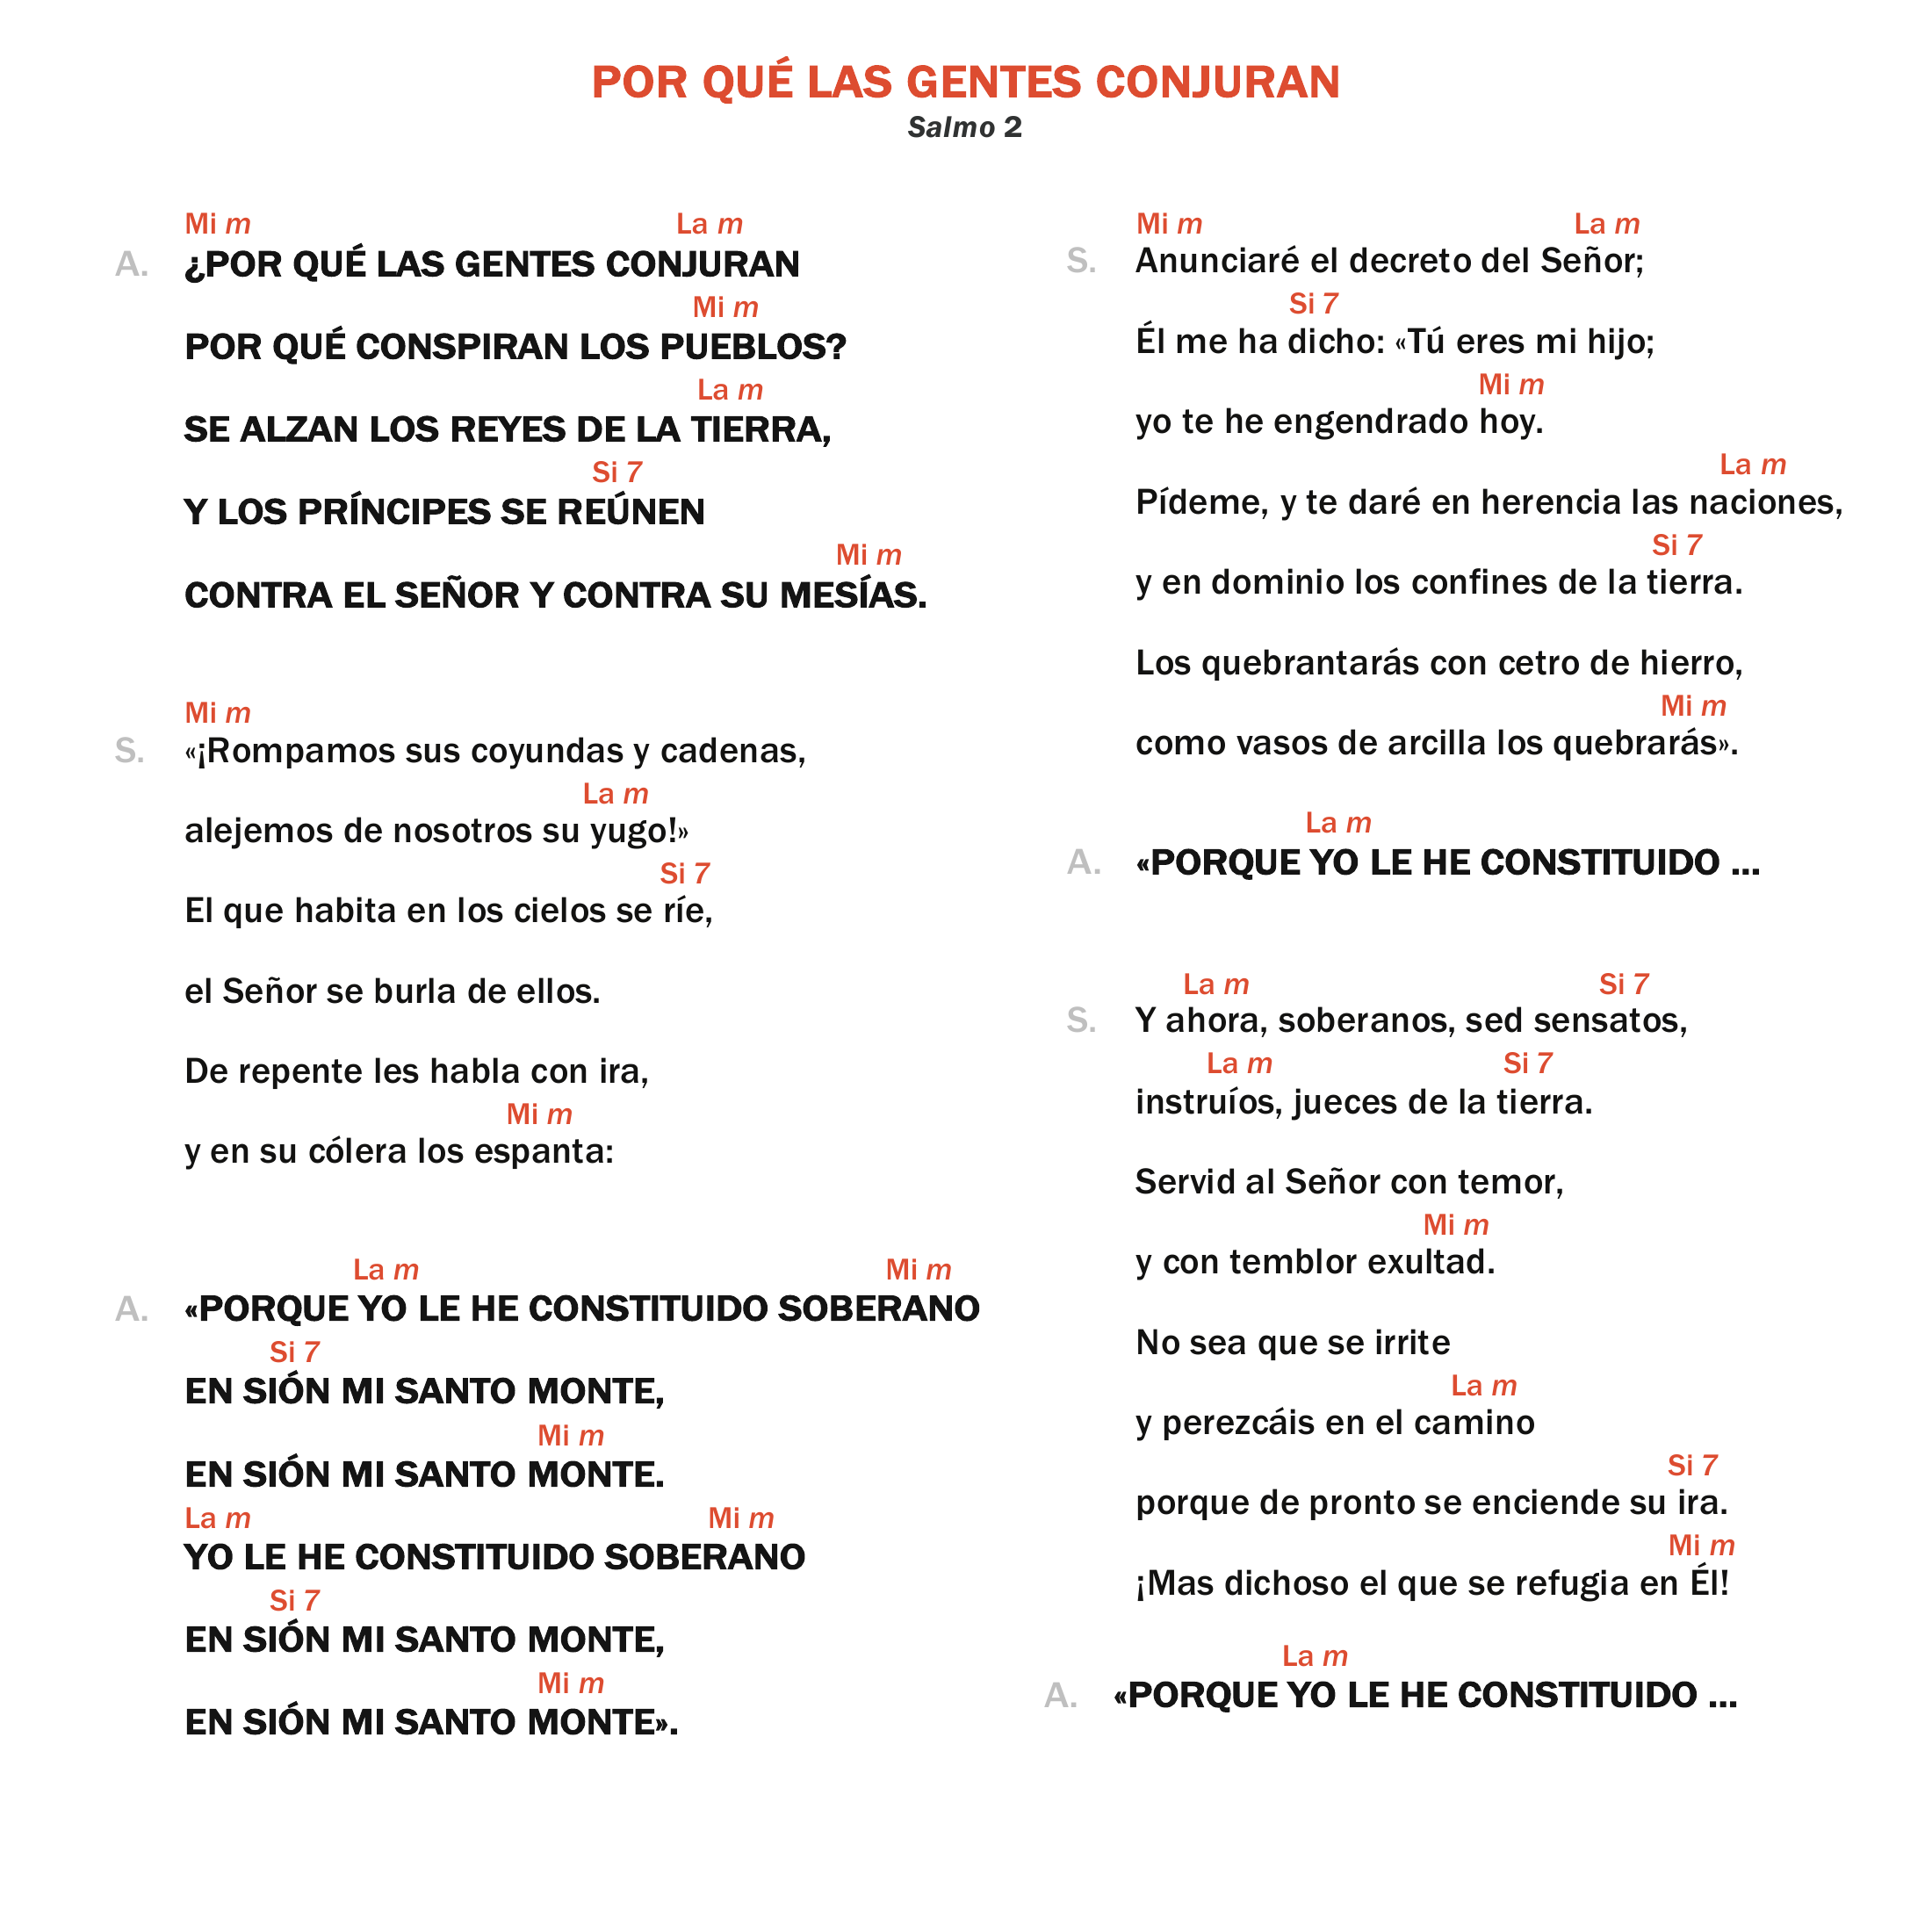 POR QUÉ LAS GENTES CONJURAN
Salmo 2
Mi m La m
A. ¿POR QUÉ LAS GENTES CONJURAN
Mi m
POR QUÉ CONSPIRAN LOS PUEBLOS?
La m
SE ALZAN LOS REYES DE LA TIERRA,
Si 7
Y LOS PRÍNCIPES SE REÚNEN
Mi m
CONTRA EL SEÑOR Y CONTRA SU MESÍAS.
Mi m
S. «¡Rompamos sus coyundas y cadenas,
La m
alejemos de nosotros su yugo!»
Si 7
El que habita en los cielos se ríe,
el Señor se burla de ellos.
De repente les habla con ira,
Mi m
y en su cólera los espanta:
La m Mi m
A. «PORQUE YO LE HE CONSTITUIDO SOBERANO
Si 7
EN SIÓN MI SANTO MONTE,
Mi m
EN SIÓN MI SANTO MONTE.
La m Mi m
YO LE HE CONSTITUIDO SOBERANO
Si 7
EN SIÓN MI SANTO MONTE,
Mi m
EN SIÓN MI SANTO MONTE».
Mi m La m
S. Anunciaré el decreto del Señor;
Si 7
Él me ha dicho: «Tú eres mi hijo;
Mi m
yo te he engendrado hoy.
La m
Pídeme, y te daré en herencia las naciones,
Si 7
y en dominio los confines de la tierra.
Los quebrantarás con cetro de hierro,
Mi m
como vasos de arcilla los quebrarás».
La m
A. «PORQUE YO LE HE CONSTITUIDO ...
La m Si 7
S. Y ahora, soberanos, sed sensatos,
La m Si 7
instruíos, jueces de la tierra.
Servid al Señor con temor,
Mi m
y con temblor exultad.
No sea que se irrite
La m
y perezcáis en el camino
Si 7
porque de pronto se enciende su ira.
Mi m
¡Mas dichoso el que se refugia en Él!
La m
A. «PORQUE YO LE HE CONSTITUIDO ...